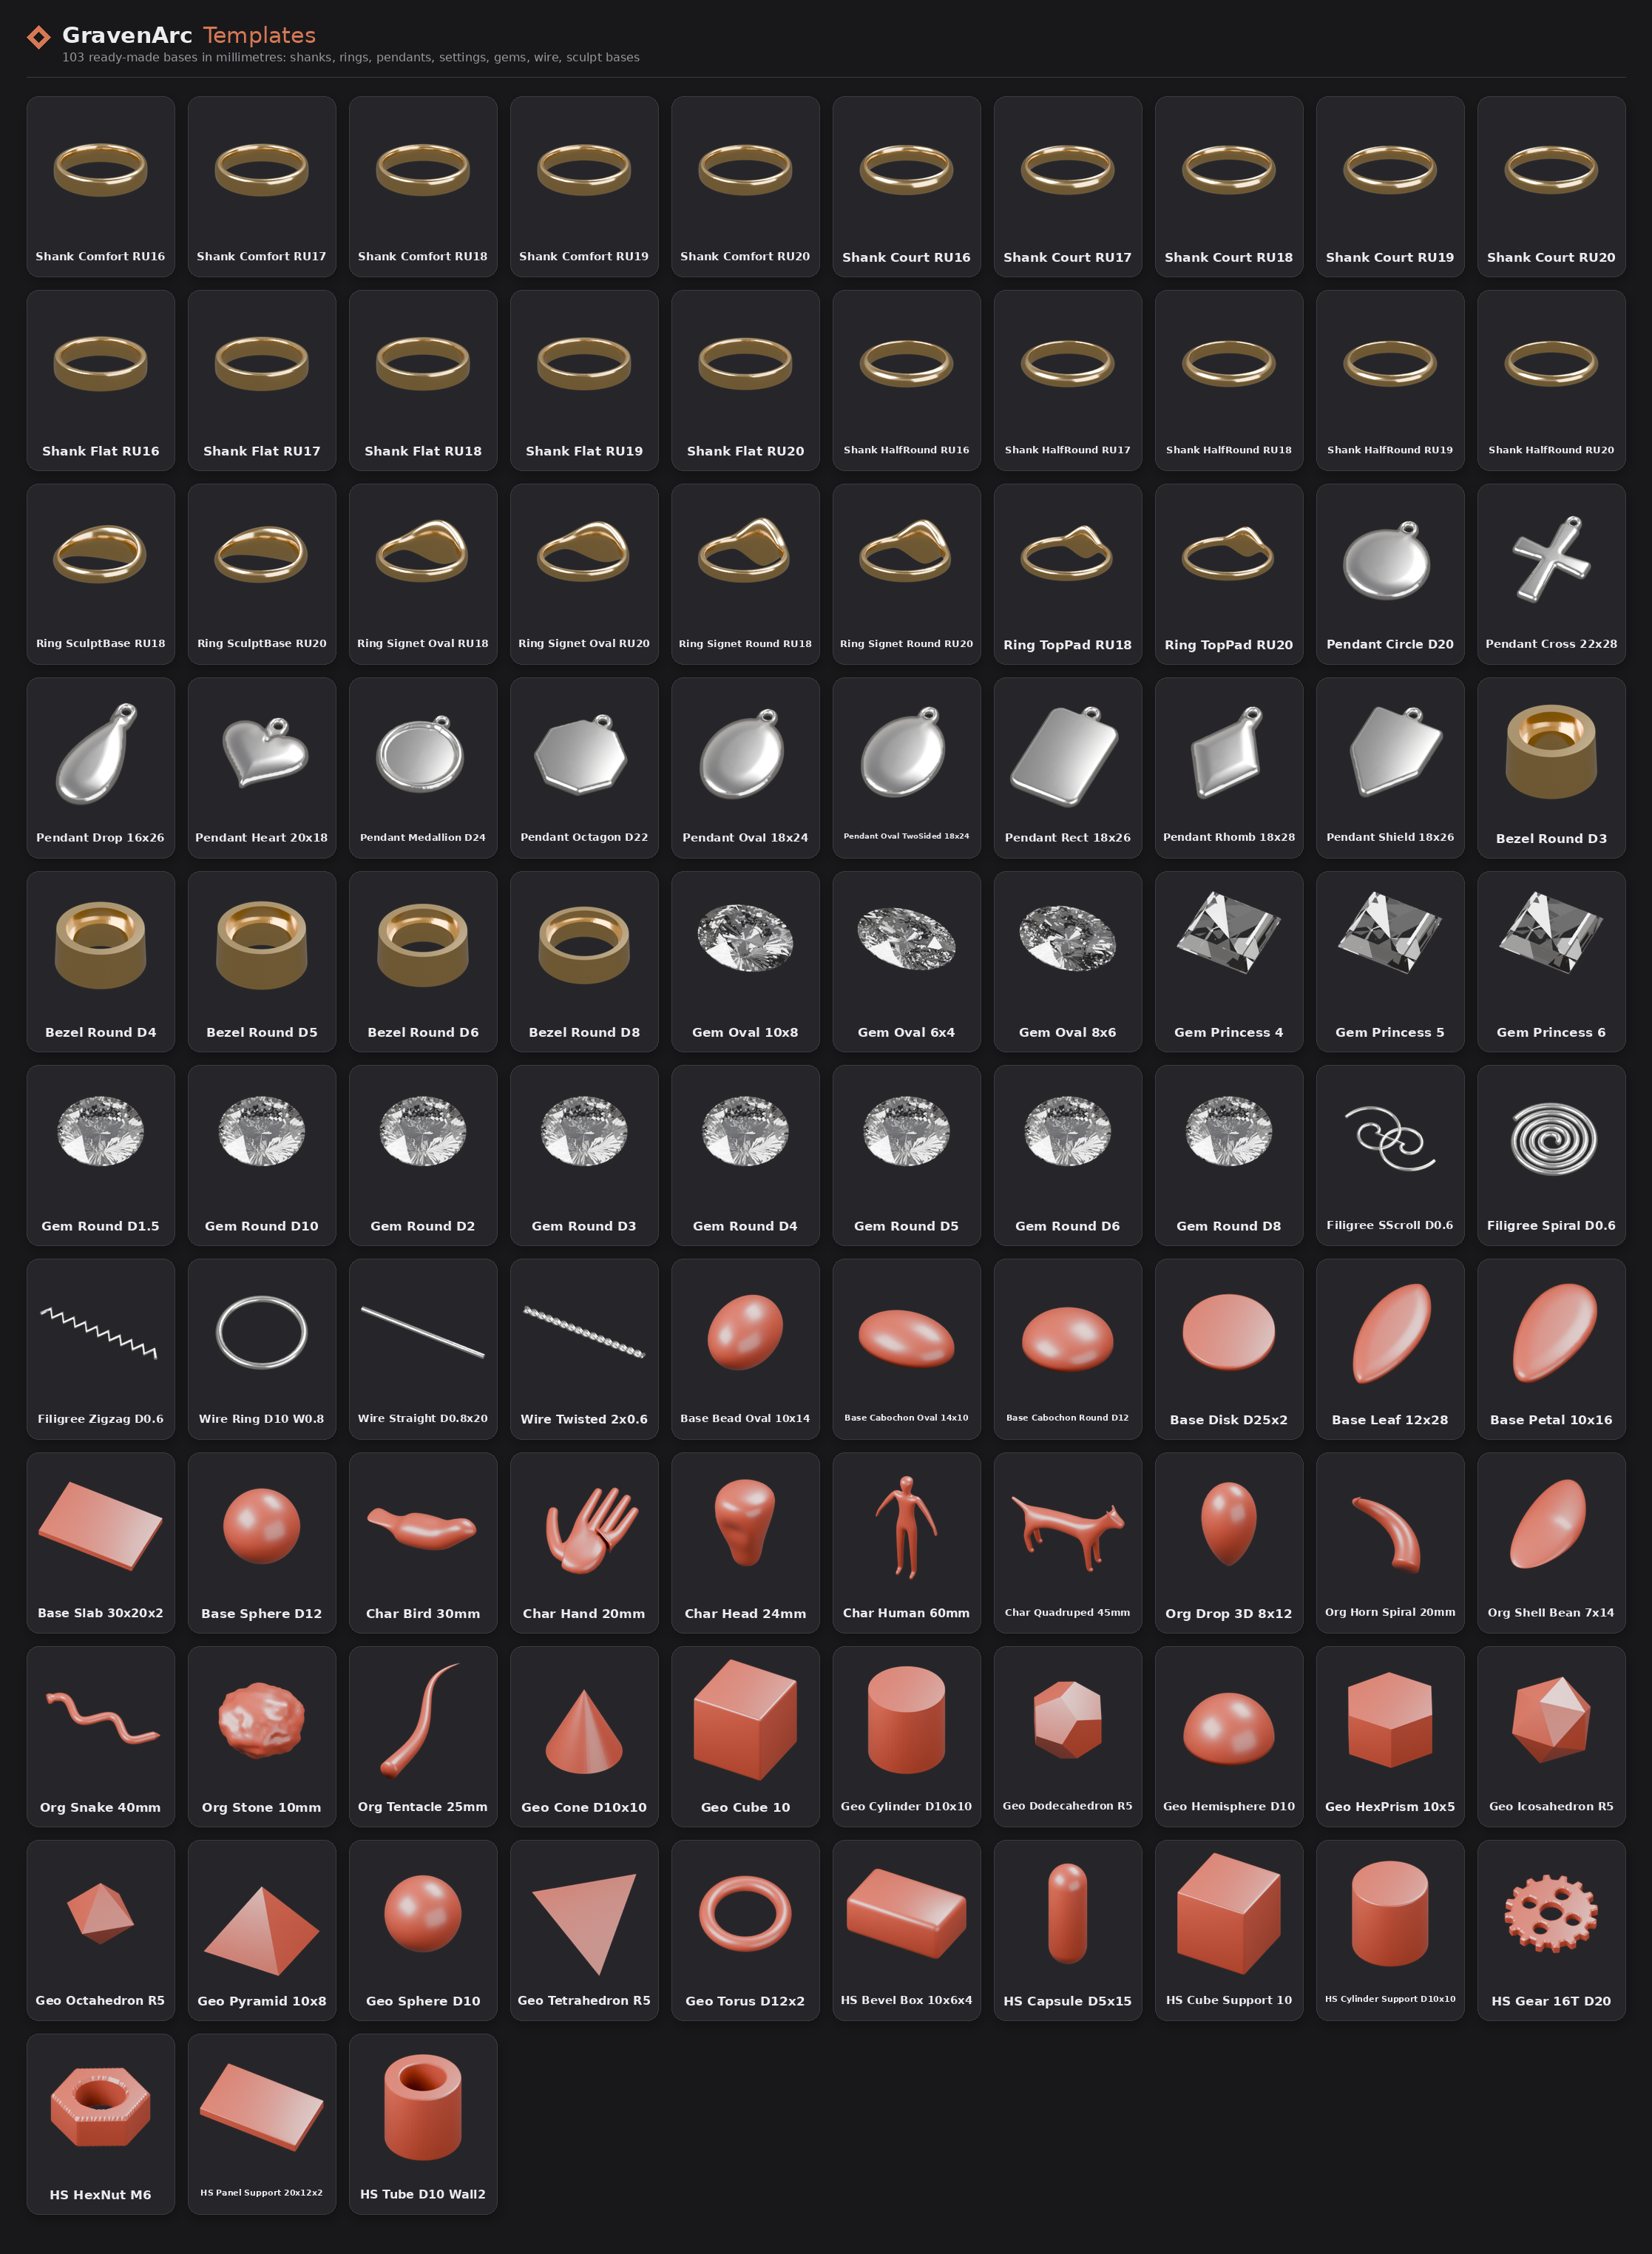 GravenArc Templates
103 ready-made bases in millimetres: shanks, rings, pendants, settings, gems, wire, sculpt bases
Shank Comfort RU16
Shank Comfort RU17
Shank Comfort RU18
Shank Comfort RU19
Shank Comfort RU20
Shank Court RU16
Shank Court RU17
Shank Court RU18
Shank Court RU19
Shank Court RU20
Shank Flat RU16
Shank Flat RU17
Shank Flat RU18
Shank Flat RU19
Shank Flat RU20
Shank HalfRound RU16
Shank HalfRound RU17
Shank HalfRound RU18
Shank HalfRound RU19
Shank HalfRound RU20
Ring SculptBase RU18
Ring SculptBase RU20
Ring Signet Oval RU18
Ring Signet Oval RU20
Ring Signet Round RU18
Ring Signet Round RU20
Ring TopPad RU18
Ring TopPad RU20
Pendant Circle D20
Pendant Cross 22x28
Pendant Drop 16x26
Pendant Heart 20x18
Pendant Medallion D24
Pendant Octagon D22
Pendant Oval 18x24
Pendant Oval TwoSided 18x24
Pendant Rect 18x26
Pendant Rhomb 18x28
Pendant Shield 18x26
Bezel Round D3
Bezel Round D4
Bezel Round D5
Bezel Round D6
Bezel Round D8
Gem Oval 10x8
Gem Oval 6x4
Gem Oval 8x6
Gem Princess 4
Gem Princess 5
Gem Princess 6
Gem Round D1.5
Gem Round D10
Gem Round D2
Gem Round D3
Gem Round D4
Gem Round D5
Gem Round D6
Gem Round D8
Filigree SScroll D0.6
Filigree Spiral D0.6
Filigree Zigzag D0.6
Wire Ring D10 W0.8
Wire Straight D0.8x20
Wire Twisted 2x0.6
Base Bead Oval 10x14
Base Cabochon Oval 14x10
Base Cabochon Round D12
Base Disk D25x2
Base Leaf 12x28
Base Petal 10x16
Base Slab 30x20x2
Base Sphere D12
Char Bird 30mm
Char Hand 20mm
Char Head 24mm
Char Human 60mm
Char Quadruped 45mm
Org Drop 3D 8x12
Org Horn Spiral 20mm
Org Shell Bean 7x14
Org Snake 40mm
Org Stone 10mm
Org Tentacle 25mm
Geo Cone D10x10
Geo Cube 10
Geo Cylinder D10x10
Geo Dodecahedron R5
Geo Hemisphere D10
Geo HexPrism 10x5
Geo Icosahedron R5
Geo Octahedron R5
Geo Pyramid 10x8
Geo Sphere D10
Geo Tetrahedron R5
Geo Torus D12x2
HS Bevel Box 10x6x4
HS Capsule D5x15
HS Cube Support 10
HS Cylinder Support D10x10
HS Gear 16T D20
HS HexNut M6
HS Panel Support 20x12x2
HS Tube D10 Wall2